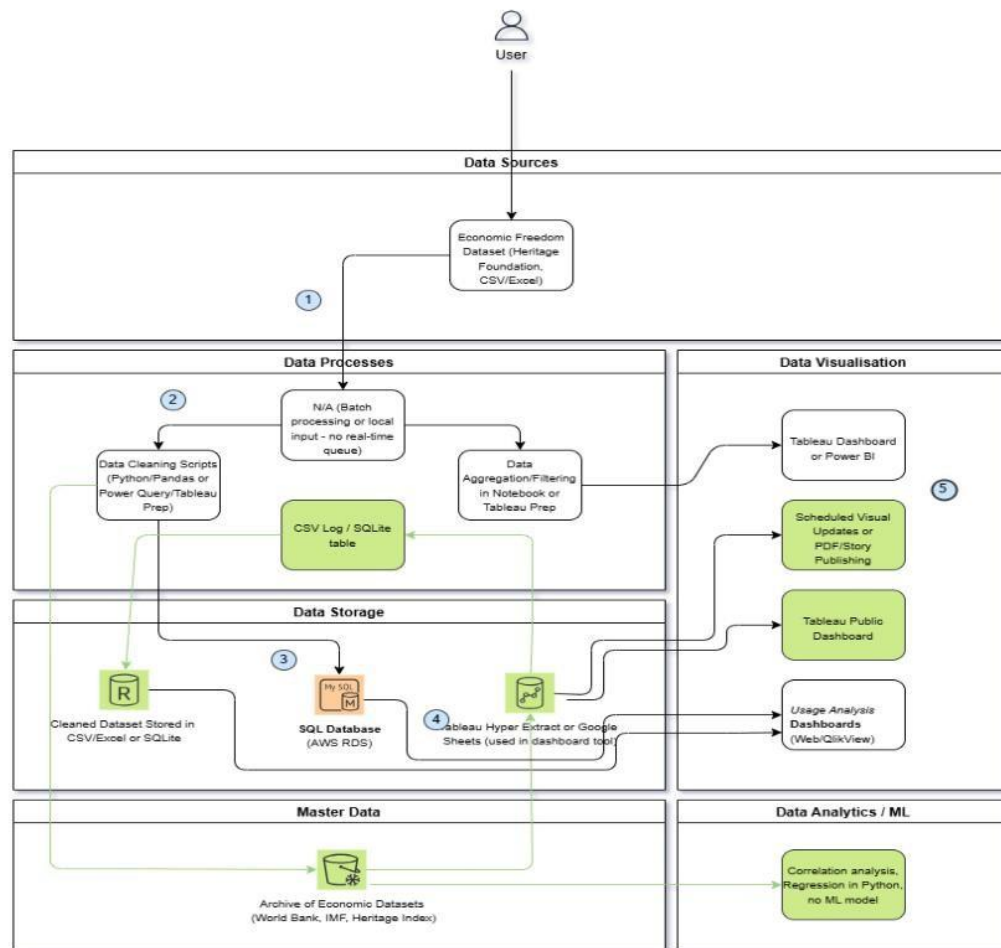 User
Data Sources
Economic Freedom
Dataset (Heritage
Foundation,
CSV/Excel)
1
Data Processes
2
N/A (Batch
processing or local
input - no real-time
queue)
Data Cleaning Scripts
(Python/Pandas or
Power Query/Tableau
Prep)
Data
Aggregation/Filtering
in Notebook or
Tableau Prep
CSV Log / SQLite
table
Data Visualisation
Tableau Dashboard
or Power BI
5
Scheduled Visual
Updates or
PDF/Story
Publishing
Tableau Public
Dashboard
Usage Analysis
Dashboards
(Web/QlikView)
Data Storage
3
R
Cleaned Dataset Stored in
CSV/Excel or SQLite
My SQL
M
SQL Database
(AWS RDS)
4
Tableau Hyper Extract or Google
Sheets (used in dashboard tool)
Master Data
Archive of Economic Datasets
(World Bank, IMF, Heritage Index)
Data Analytics / ML
Correlation analysis,
Regression in Python,
no ML model